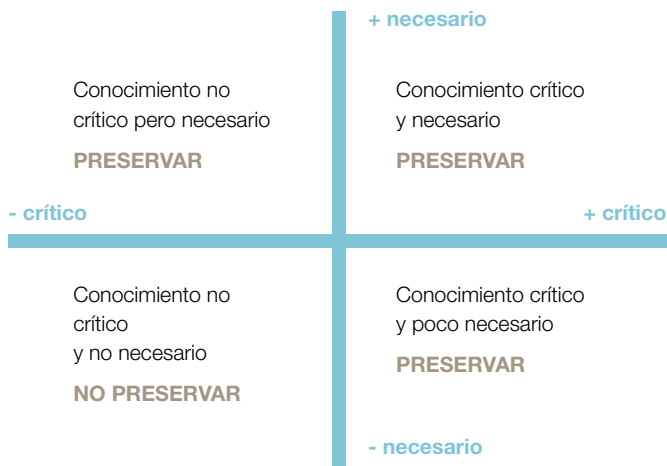 + necesario
Conocimiento no
crítico pero necesario
PRESERVAR
Conocimiento crítico
y necesario
PRESERVAR
- crítico
+ crítico
Conocimiento no
crítico
y no necesario
NO PRESERVAR
Conocimiento crítico
y poco necesario
PRESERVAR
- necesario